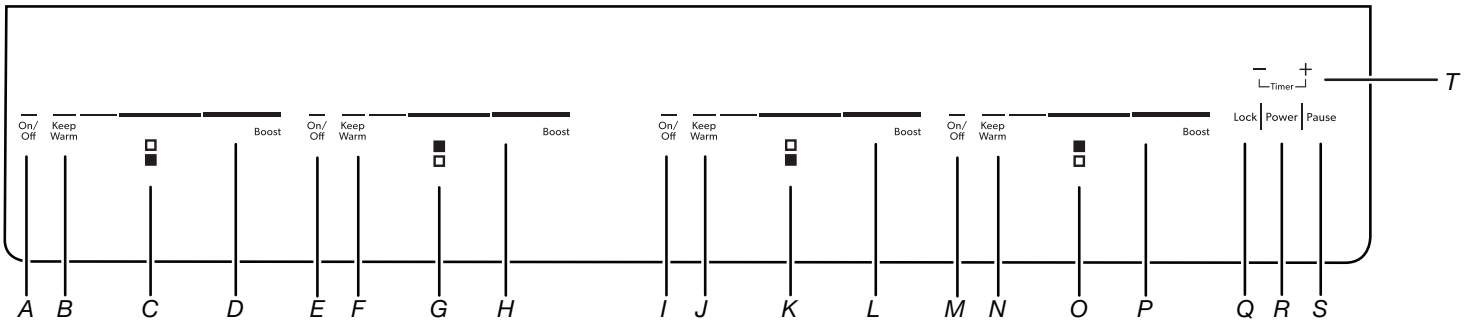 − +
Timer
T
Lock Power Pause
On/ Keep On/ Keep On/ Keep On/ Keep
Off Warm Boost Off Warm Boost Off Warm Boost Off Warm Boost
A B C D E F G H I J K L M N O P Q R S